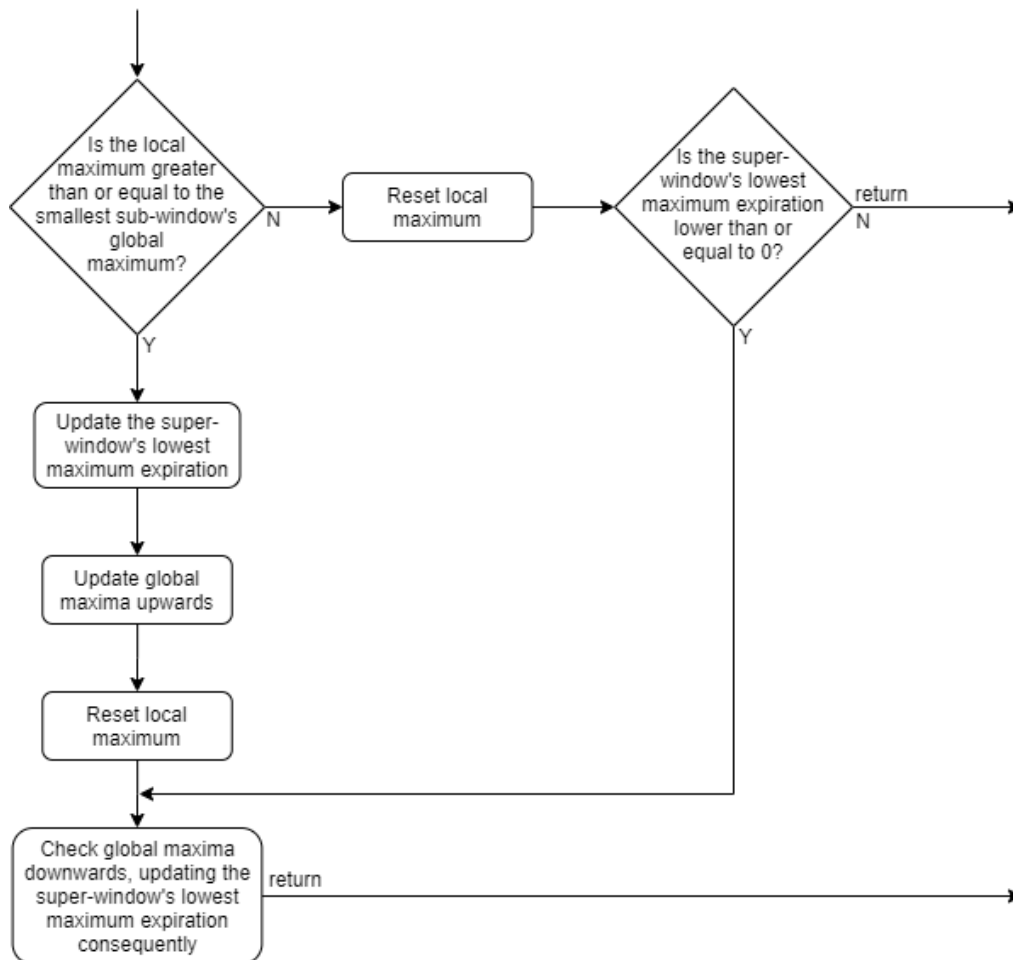 Is the local
maximum greater
than or equal to the
smallest sub-window's
global
maximum?
N
Y
Reset local
maximum
Is the super-
window's lowest
maximum expiration
lower than or
equal to 0?
return
N
Y
Update the super-
window's lowest
maximum expiration
Update global
maxima upwards
Reset local
maximum
Check global maxima
downwards, updating the
super-window's lowest
maximum expiration
consequently
return